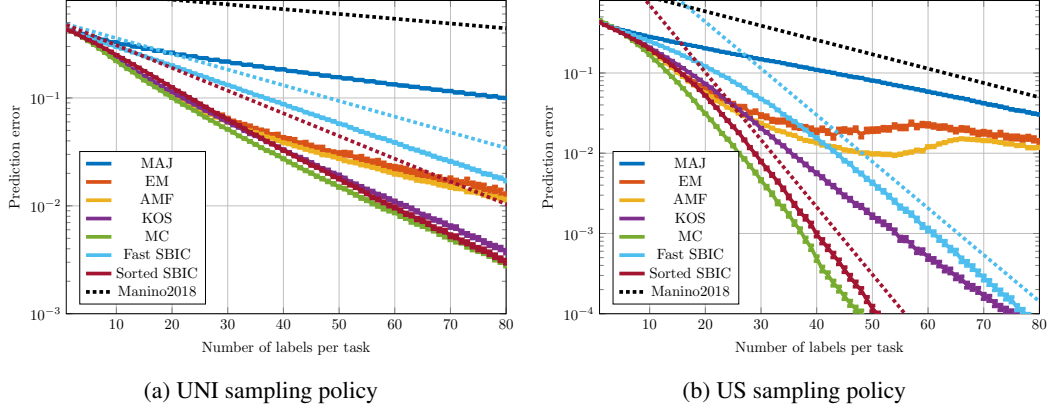 10⁻¹
10⁻²
10⁻³
Prediction error
MAJ
EM
AMF
KOS
MC
Fast SBIC
Sorted SBIC
Manino2018
10 20 30 40 50 60 70 80
Number of labels per task
(a) UNI sampling policy
10⁰
10⁻¹
10⁻²
10⁻³
10⁻⁴
Prediction error
MAJ
EM
AMF
KOS
MC
Fast SBIC
Sorted SBIC
Manino2018
10 20 30 40 50 60 70 80
Number of labels per task
(b) US sampling policy